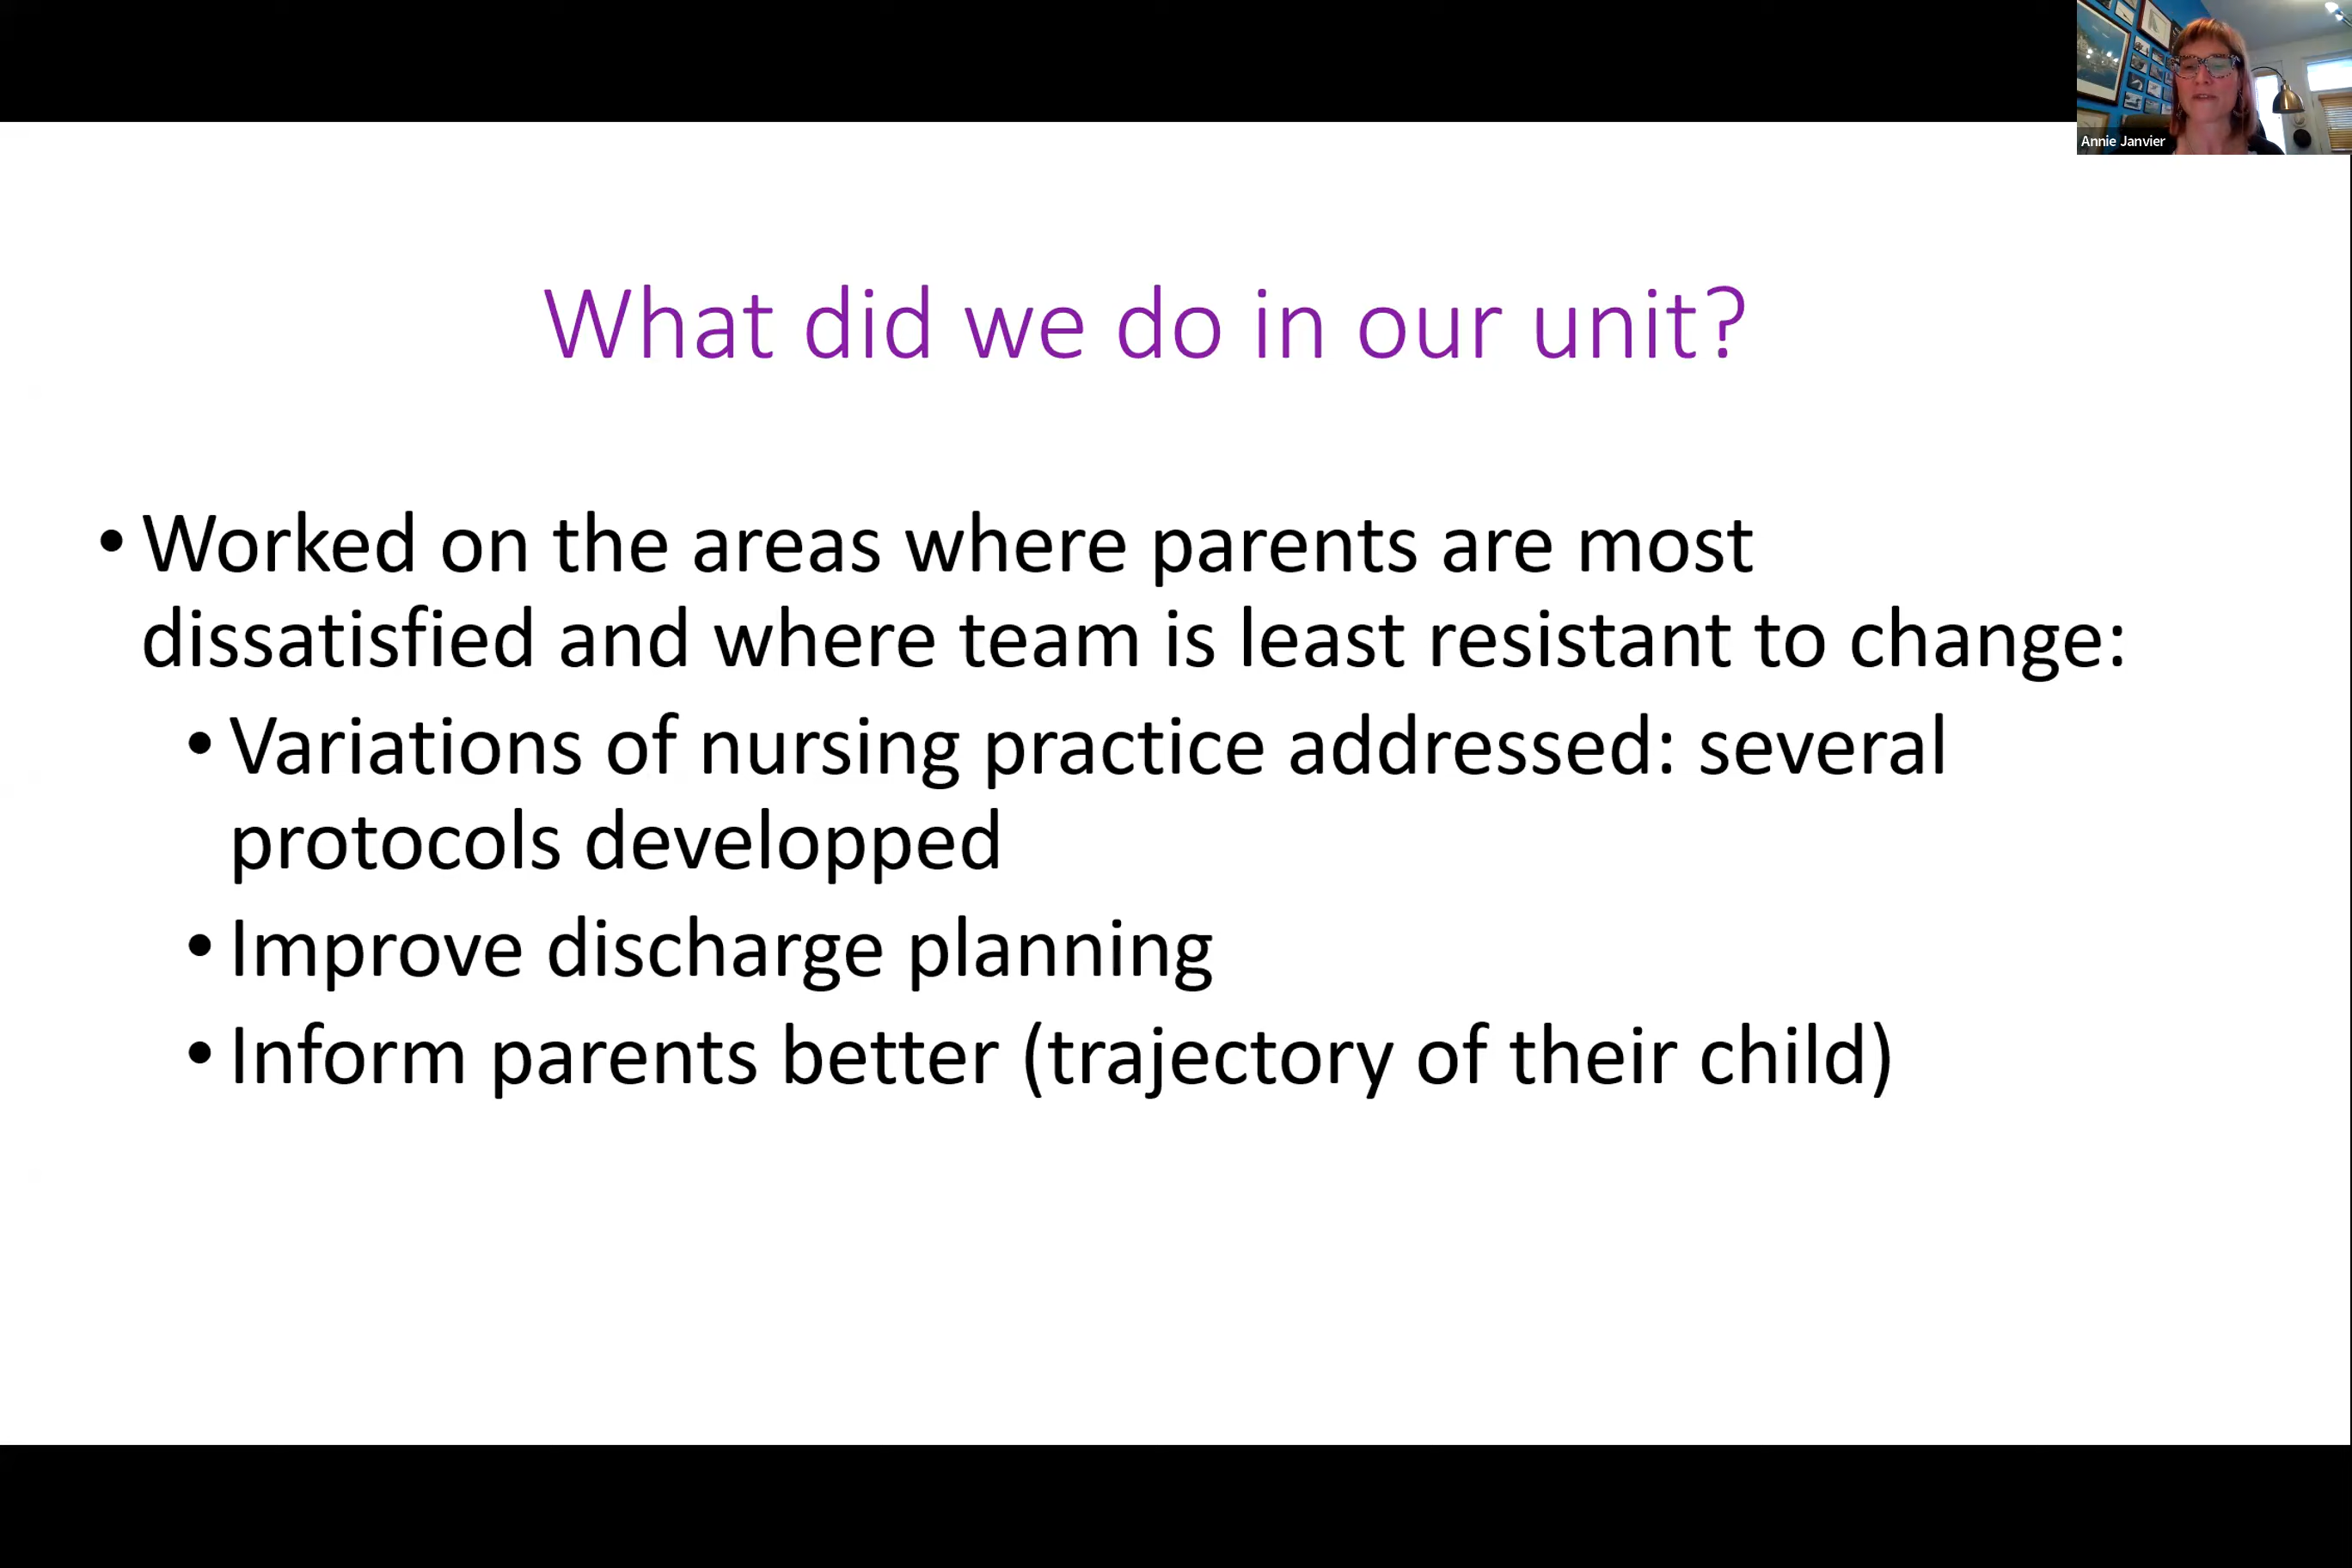 Annie Janvier
What did we do in our unit?
• Worked on the areas where parents are most
dissatisfied and where team is least resistant to change:
• Variations of nursing practice addressed: several
protocols developped
• Improve discharge planning
• Inform parents better (trajectory of their child)